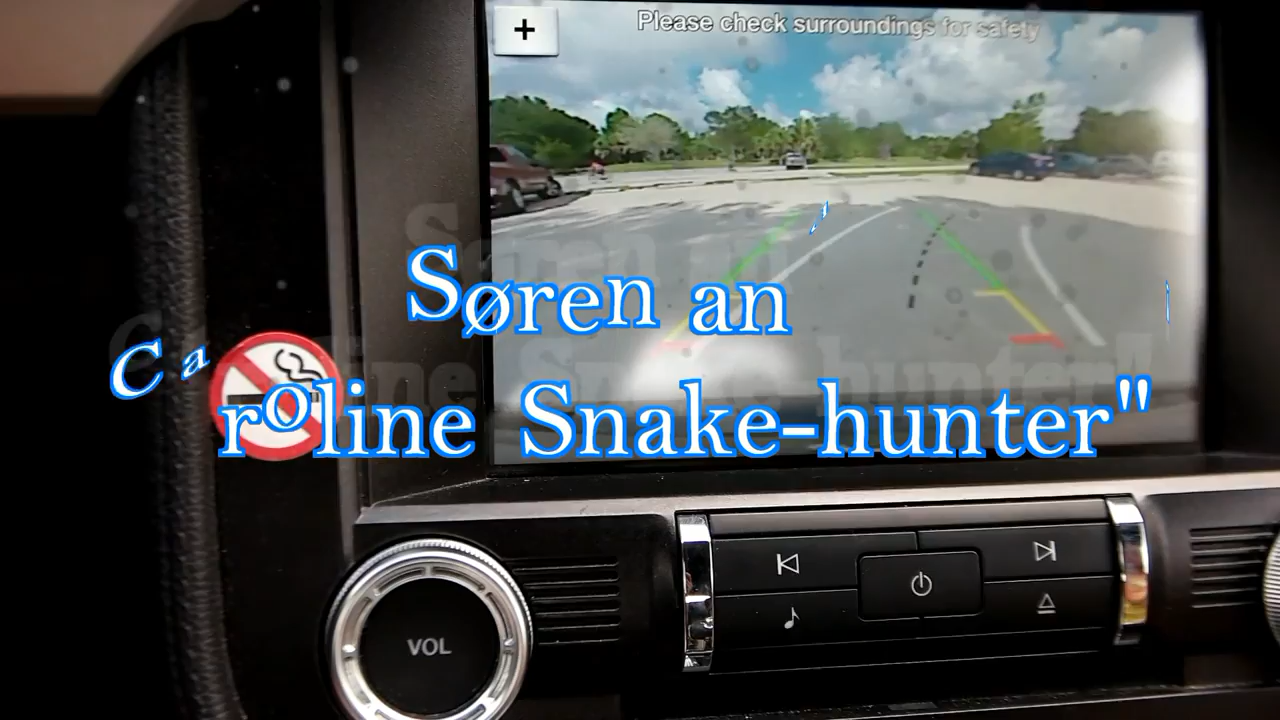 +
Please check surroundings for safety
Søren an
Caroline Snake-hunter"
VOL